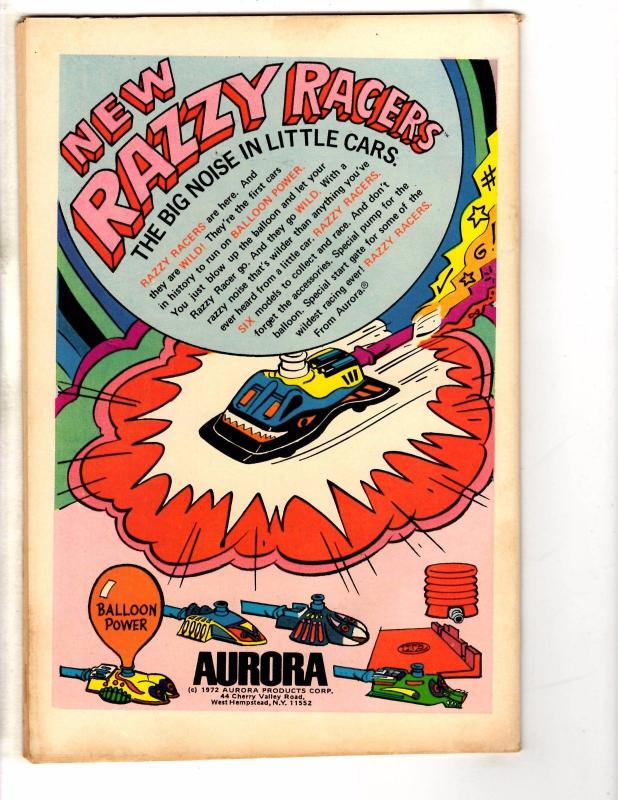 NEW
RAZZY RACERS™
THE BIG NOISE IN LITTLE CARS.
RAZZY RACERS are here. And
they are WILD! They're the first cars
in history to run on BALLOON POWER.
You just blow up the balloon and let your
Razzy Racer go. And they go WILD. With a
razzy noise that's wilder than anything you've
ever heard from a little car. RAZZY RACERS.
SIX models to collect and race. And don't
forget the accessories. Special pump for the
balloon. Special start gate for some of the
wildest racing ever! RAZZY RACERS.
From Aurora.®
#
G!
BALLOON
POWER
AURORA
(c) 1972 AURORA PRODUCTS CORP.
44 Cherry Valley Road,
West Hempstead, N.Y. 11552